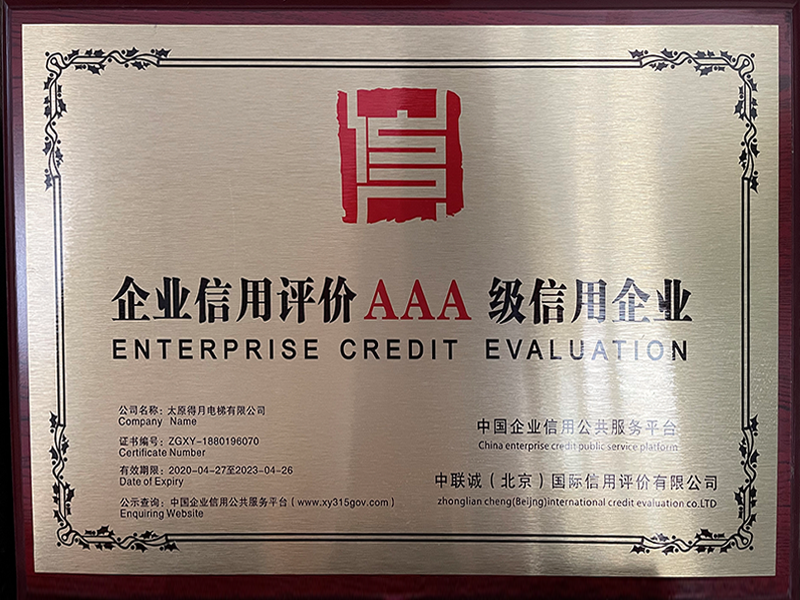 信
企业信用评价AAA级信用企业
ENTERPRISE CREDIT EVALUATION
公司名称：太原得月电梯有限公司
Company Name
证书编号：ZGXY-1880196070
Certificate Number
有效期限：2020-04-27至2023-04-26
Date of Expiry
公示查询：中国企业信用公共服务平台（www.xy315gov.com）
Enquiring Website
中国企业信用公共服务平台
China enterprise credit public service platform
中联诚（北京）国际信用评价有限公司
zhonglian cheng(Beijng)international credit evaluation co.LTD